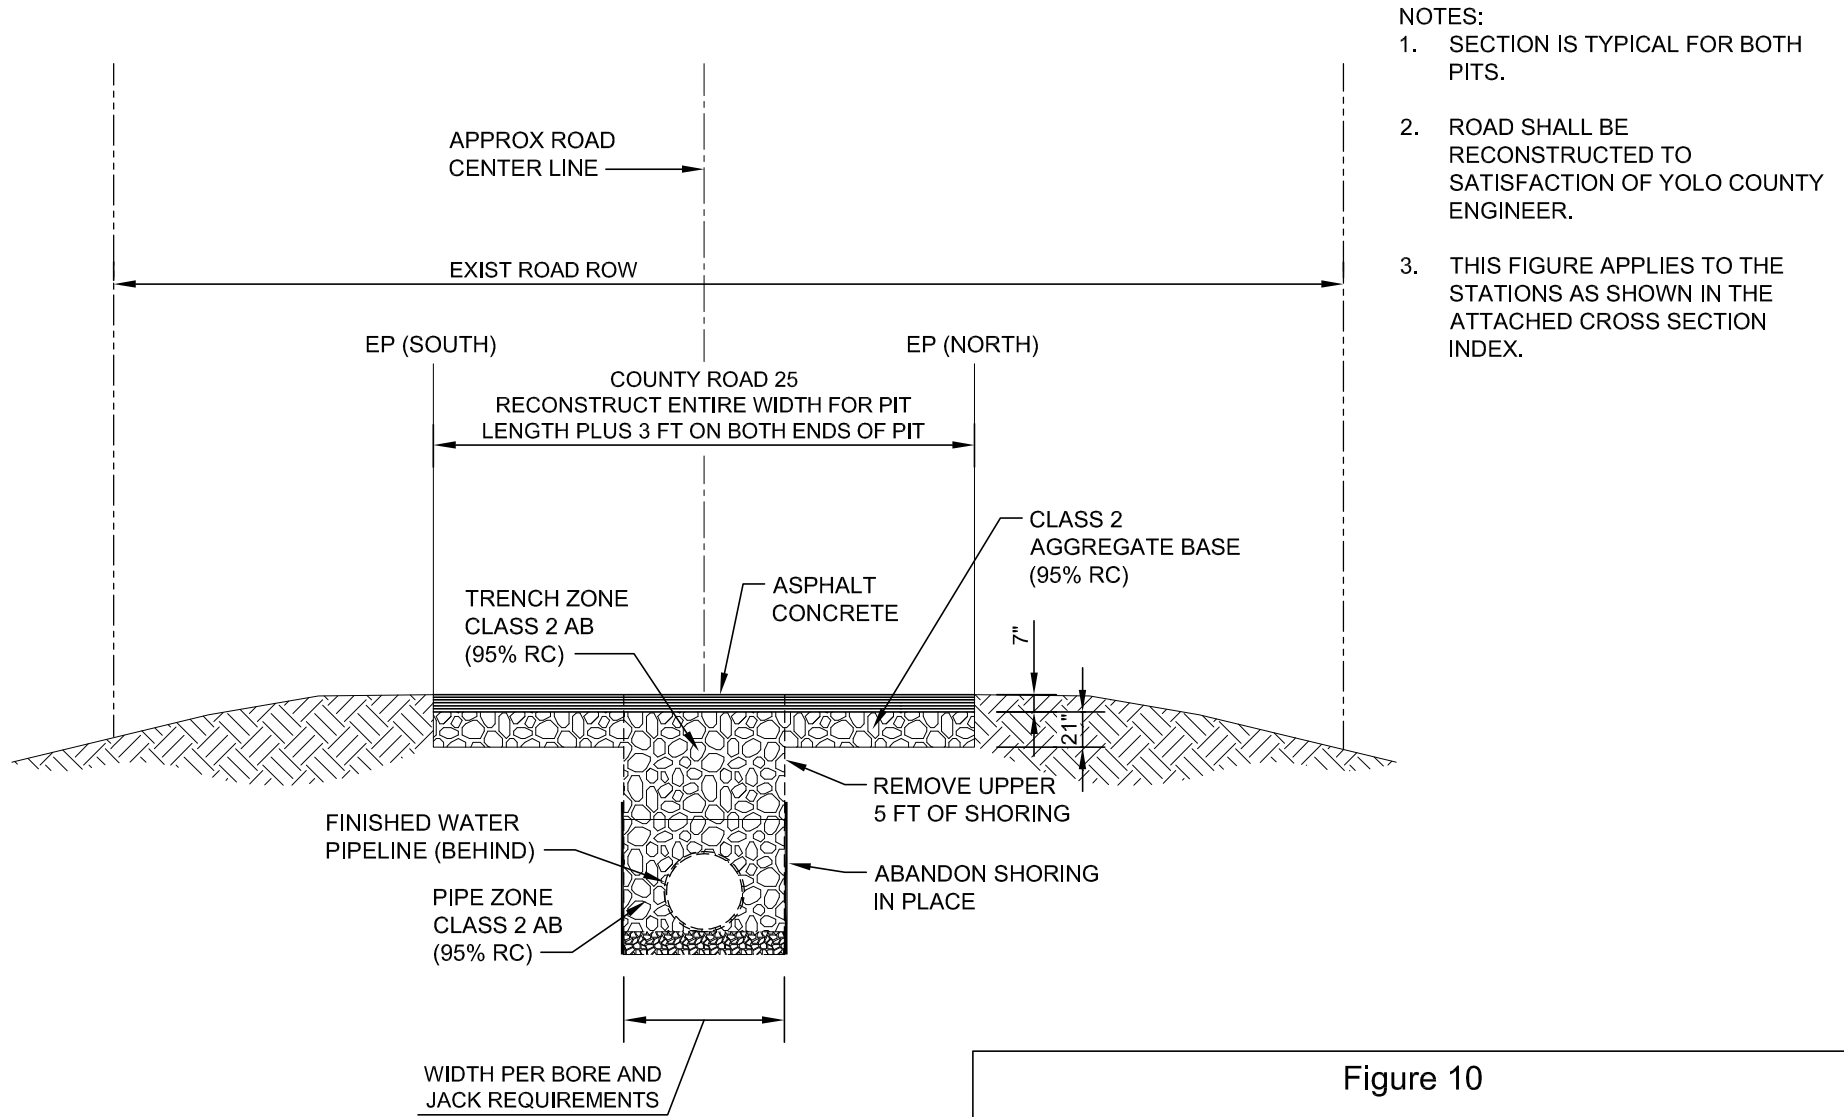 NOTES:
1. SECTION IS TYPICAL FOR BOTH
PITS.
2. ROAD SHALL BE
RECONSTRUCTED TO
SATISFACTION OF YOLO COUNTY
ENGINEER.
3. THIS FIGURE APPLIES TO THE
STATIONS AS SHOWN IN THE
ATTACHED CROSS SECTION
INDEX.
APPROX ROAD
CENTER LINE
EXIST ROAD ROW
EP (SOUTH)
EP (NORTH)
COUNTY ROAD 25
RECONSTRUCT ENTIRE WIDTH FOR PIT
LENGTH PLUS 3 FT ON BOTH ENDS OF PIT
CLASS 2
AGGREGATE BASE
(95% RC)
ASPHALT
CONCRETE
TRENCH ZONE
CLASS 2 AB
(95% RC)
7"
21"
REMOVE UPPER
5 FT OF SHORING
FINISHED WATER
PIPELINE (BEHIND)
ABANDON SHORING
IN PLACE
PIPE ZONE
CLASS 2 AB
(95% RC)
WIDTH PER BORE AND
JACK REQUIREMENTS
Figure 10